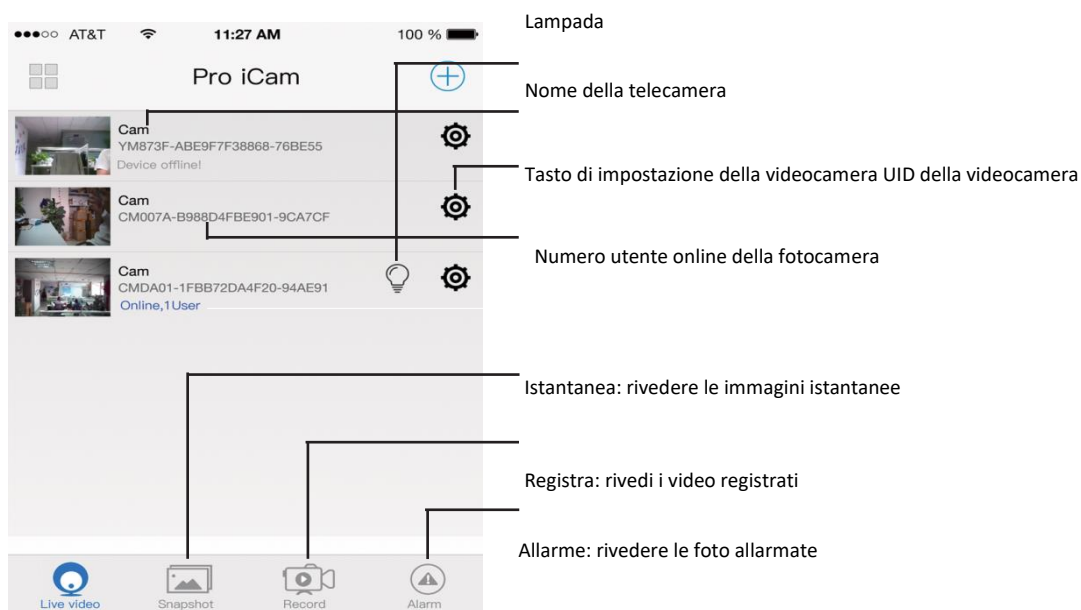 Lampada
●●●○○ AT&T 11:27 AM 100 %
Pro iCam
Nome della telecamera
Cam
YM873F-ABE9F7F38868-76BE55
Device offline!
Tasto di impostazione della videocamera UID della videocamera
Cam
CM007A-B988D4FBE901-9CA7CF
Numero utente online della fotocamera
Cam
CMDA01-1FBB72DA4F20-94AE91
Online,1User
Istantanea: rivedere le immagini istantanee
Registra: rivedi i video registrati
Allarme: rivedere le foto allarmate
Live video Snapshot Record Alarm